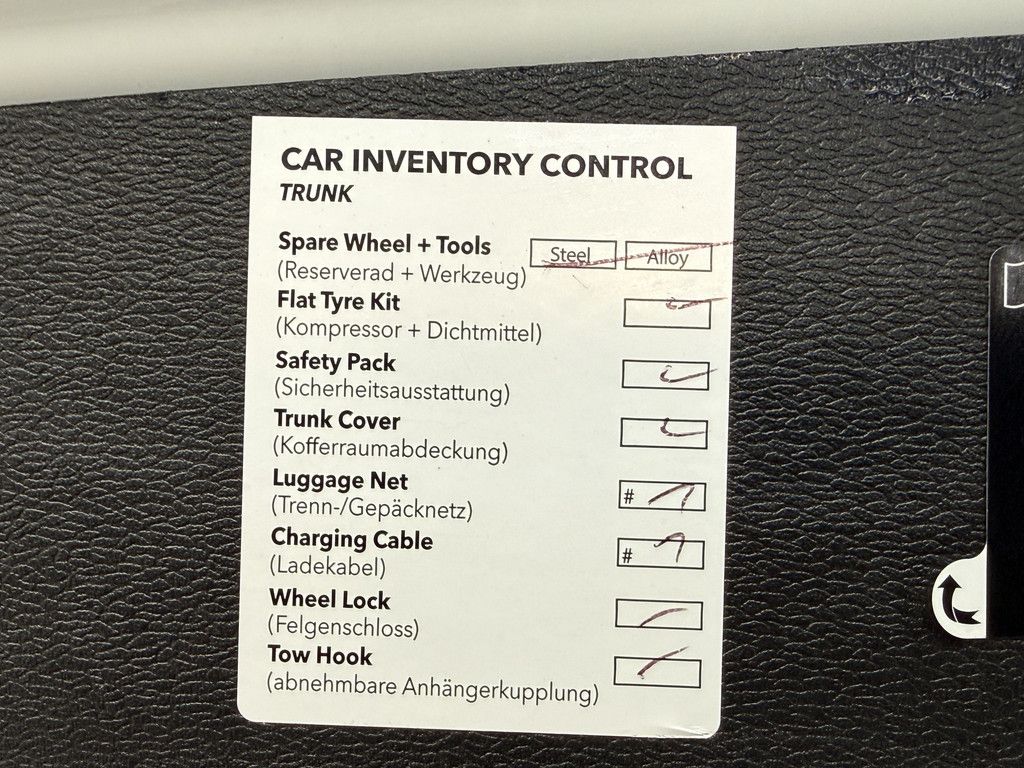 CAR INVENTORY CONTROL
TRUNK
Spare Wheel + Tools Steel Alloy
(Reserverad + Werkzeug)
Flat Tyre Kit
(Kompressor + Dichtmittel)
Safety Pack
(Sicherheitsausstattung)
Trunk Cover
(Kofferraumabdeckung)
Luggage Net #
(Trenn-/Gepäcknetz)
Charging Cable #
(Ladekabel)
Wheel Lock
(Felgenschloss)
Tow Hook
(abnehmbare Anhängerkupplung)